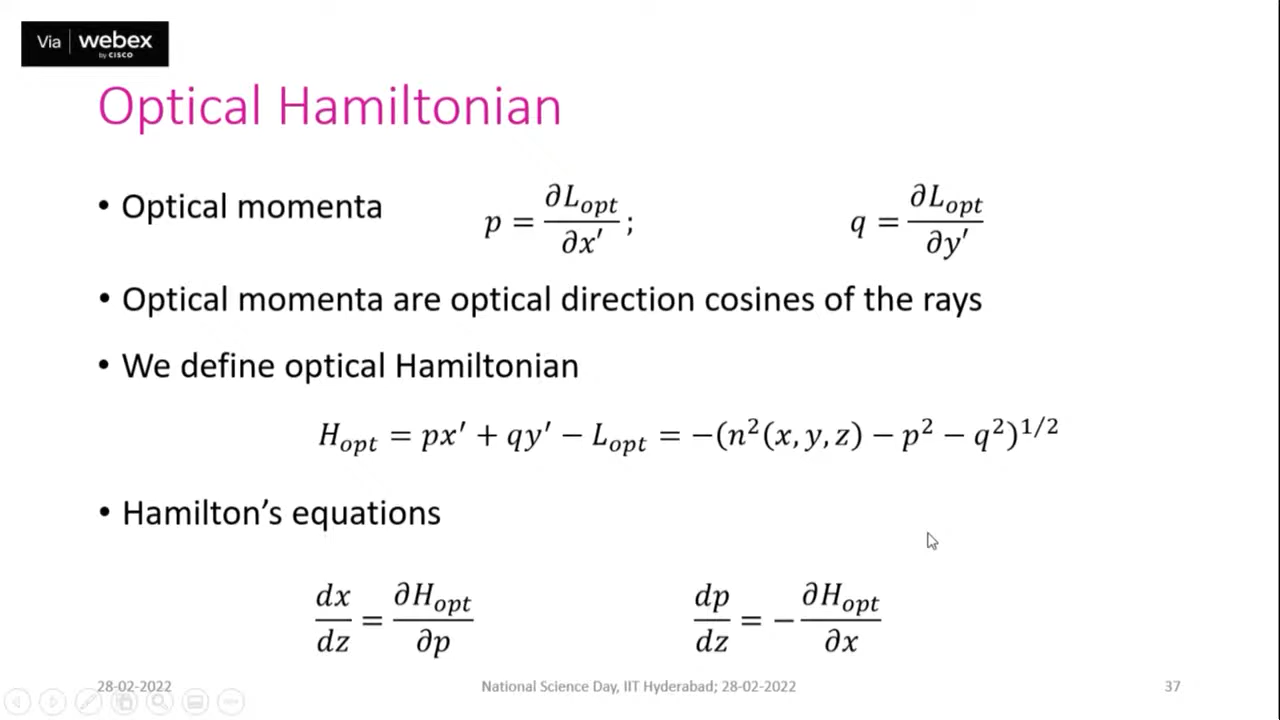 Via | webex
by CISCO
Optical Hamiltonian
• Optical momenta p = ∂L_opt/∂x′ ; q = ∂L_opt/∂y′
• Optical momenta are optical direction cosines of the rays
• We define optical Hamiltonian
H_opt = px′ + qy′ − L_opt = −(n²(x, y, z) − p² − q²)^1/2
• Hamilton’s equations
dx/dz = ∂H_opt/∂p dp/dz = − ∂H_opt/∂x
28-02-2022 National Science Day, IIT Hyderabad; 28-02-2022 37